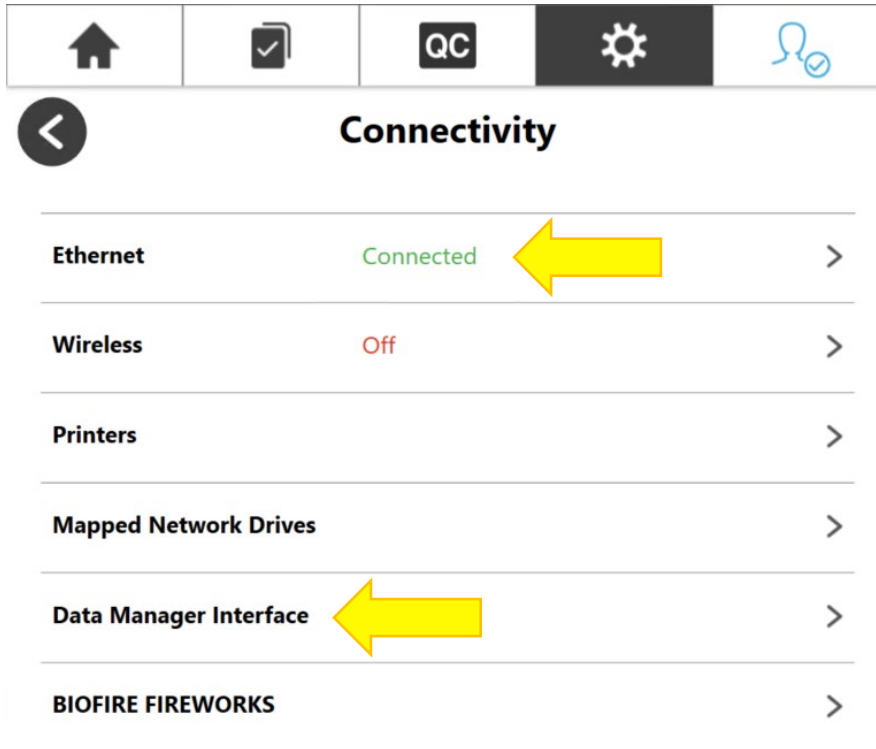 QC
Connectivity
Ethernet Connected
Wireless Off
Printers
Mapped Network Drives
Data Manager Interface
BIOFIRE FIREWORKS